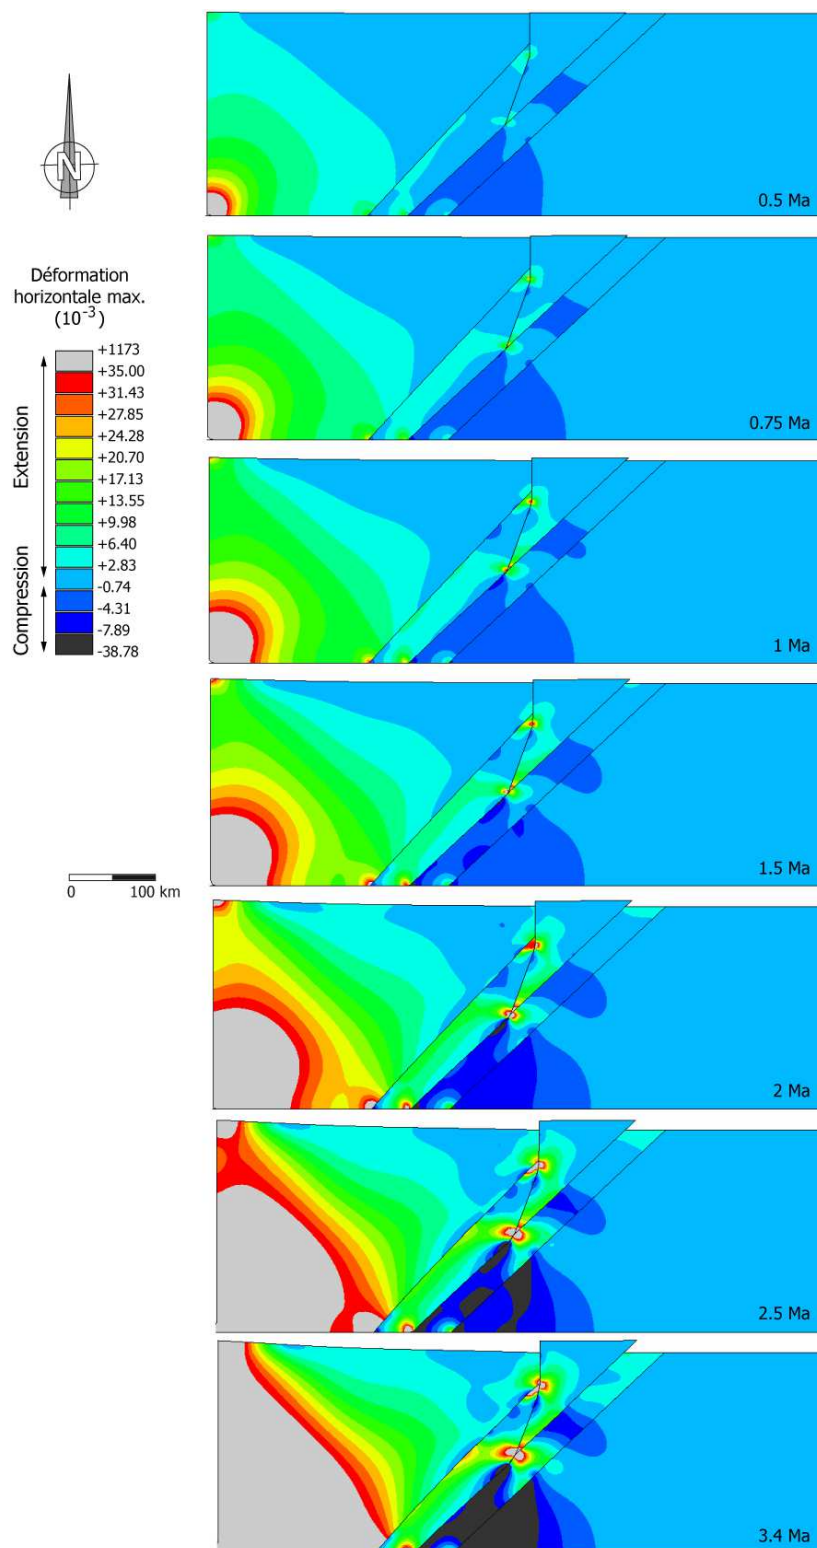 N
0.5 Ma
Déformation
horizontale max.
(10-3)
+1173
+35.00
+31.43
+27.85
+24.28
+20.70
+17.13
+13.55
+9.98
+6.40
+2.83
-0.74
-4.31
-7.89
-38.78
Extension
Compression
0.75 Ma
1 Ma
1.5 Ma
0 100 km
2 Ma
2.5 Ma
3.4 Ma